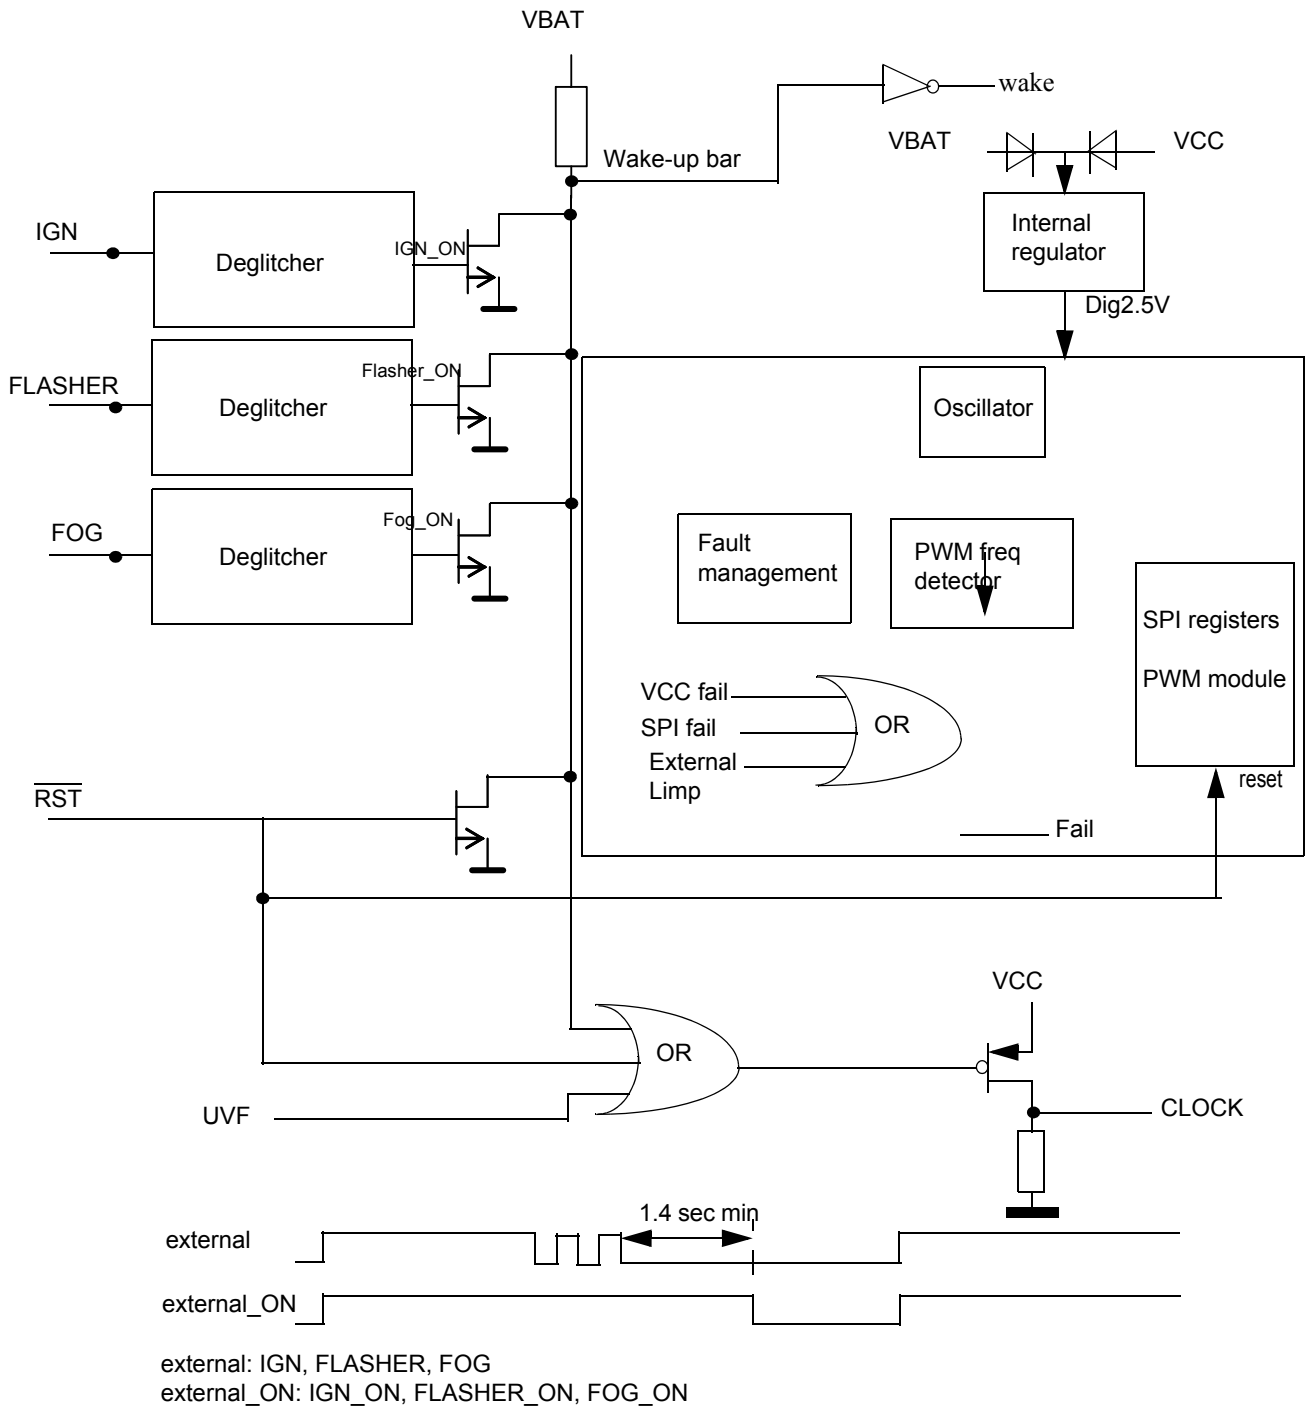 VBAT
wake
Wake-up bar
VBAT
VCC
IGN
Deglitcher
IGN_ON
Internal
regulator
Dig2.5V
FLASHER
Deglitcher
Flasher_ON
Oscillator
FOG
Deglitcher
Fog_ON
Fault
management
PWM freq
detector
SPI registers
PWM module
VCC fail
SPI fail
External
Limp
OR
reset
RST
Fail
VCC
OR
UVF
CLOCK
1.4 sec min
external
external_ON
external: IGN, FLASHER, FOG
external_ON: IGN_ON, FLASHER_ON, FOG_ON